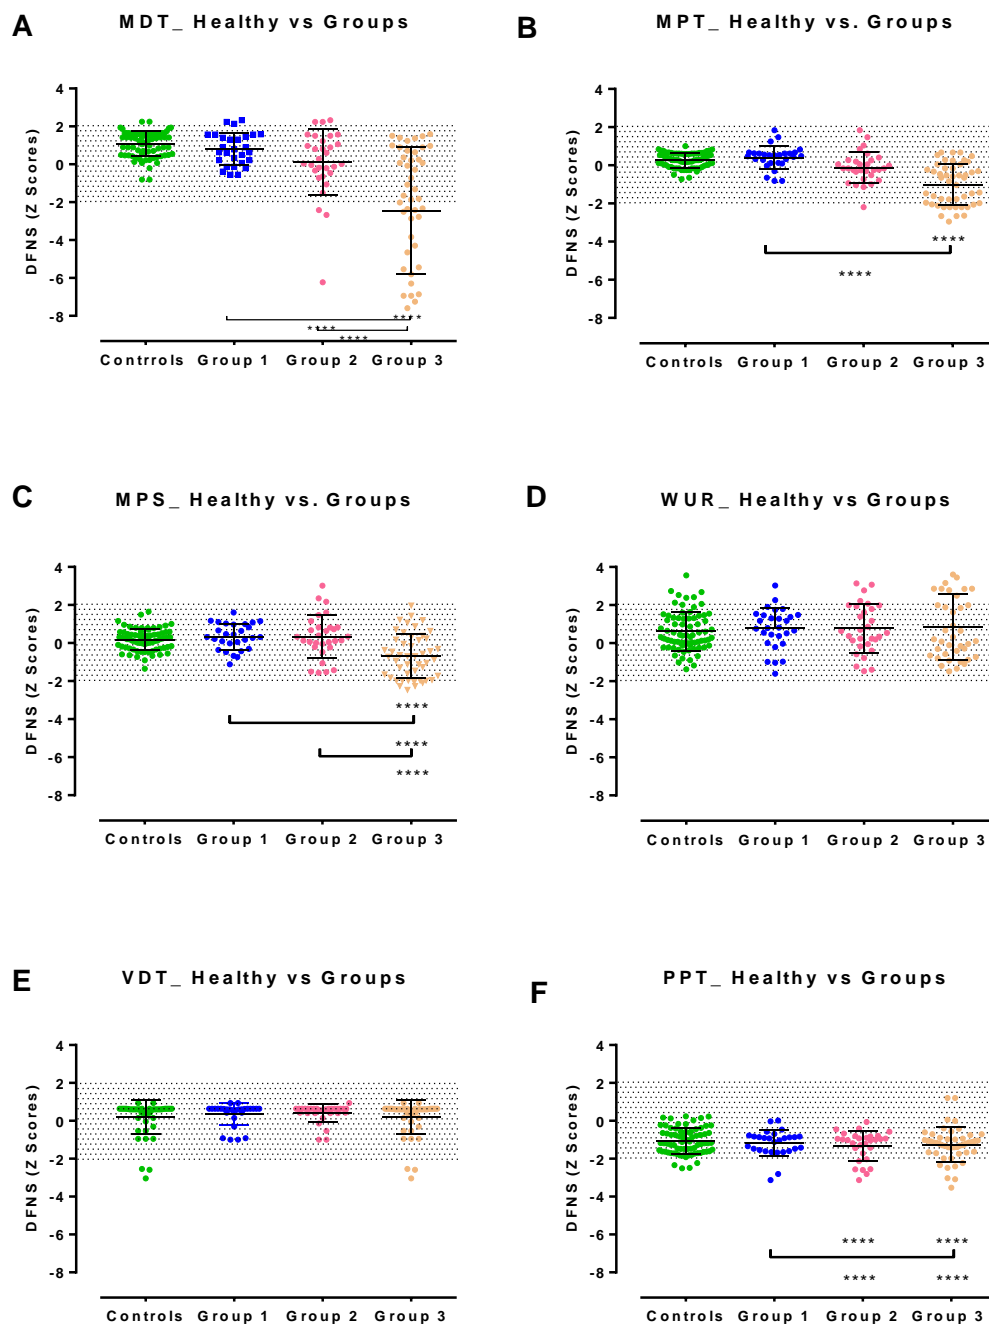 A
MDT_ Healthy vs Groups
DFNS (Z Scores)
4
2
0
-2
-4
-6
-8
****
****
****
Controls Group 1 Group 2 Group 3
B
MPT_ Healthy vs. Groups
DFNS (Z Scores)
4
2
0
-2
-4
-6
-8
****
****
Controls Group 1 Group 2 Group 3
C
MPS_ Healthy vs. Groups
DFNS (Z Scores)
4
2
0
-2
-4
-6
-8
****
****
****
Controls Group 1 Group 2 Group 3
D
WUR_ Healthy vs Groups
DFNS (Z Scores)
4
2
0
-2
-4
-6
-8
Controls Group 1 Group 2 Group 3
E
VDT_ Healthy vs Groups
DFNS (Z Scores)
4
2
0
-2
-4
-6
-8
Controls Group 1 Group 2 Group 3
F
PPT_ Healthy vs Groups
DFNS (Z Scores)
4
2
0
-2
-4
-6
-8
**** ****
**** ****
Controls Group 1 Group 2 Group 3